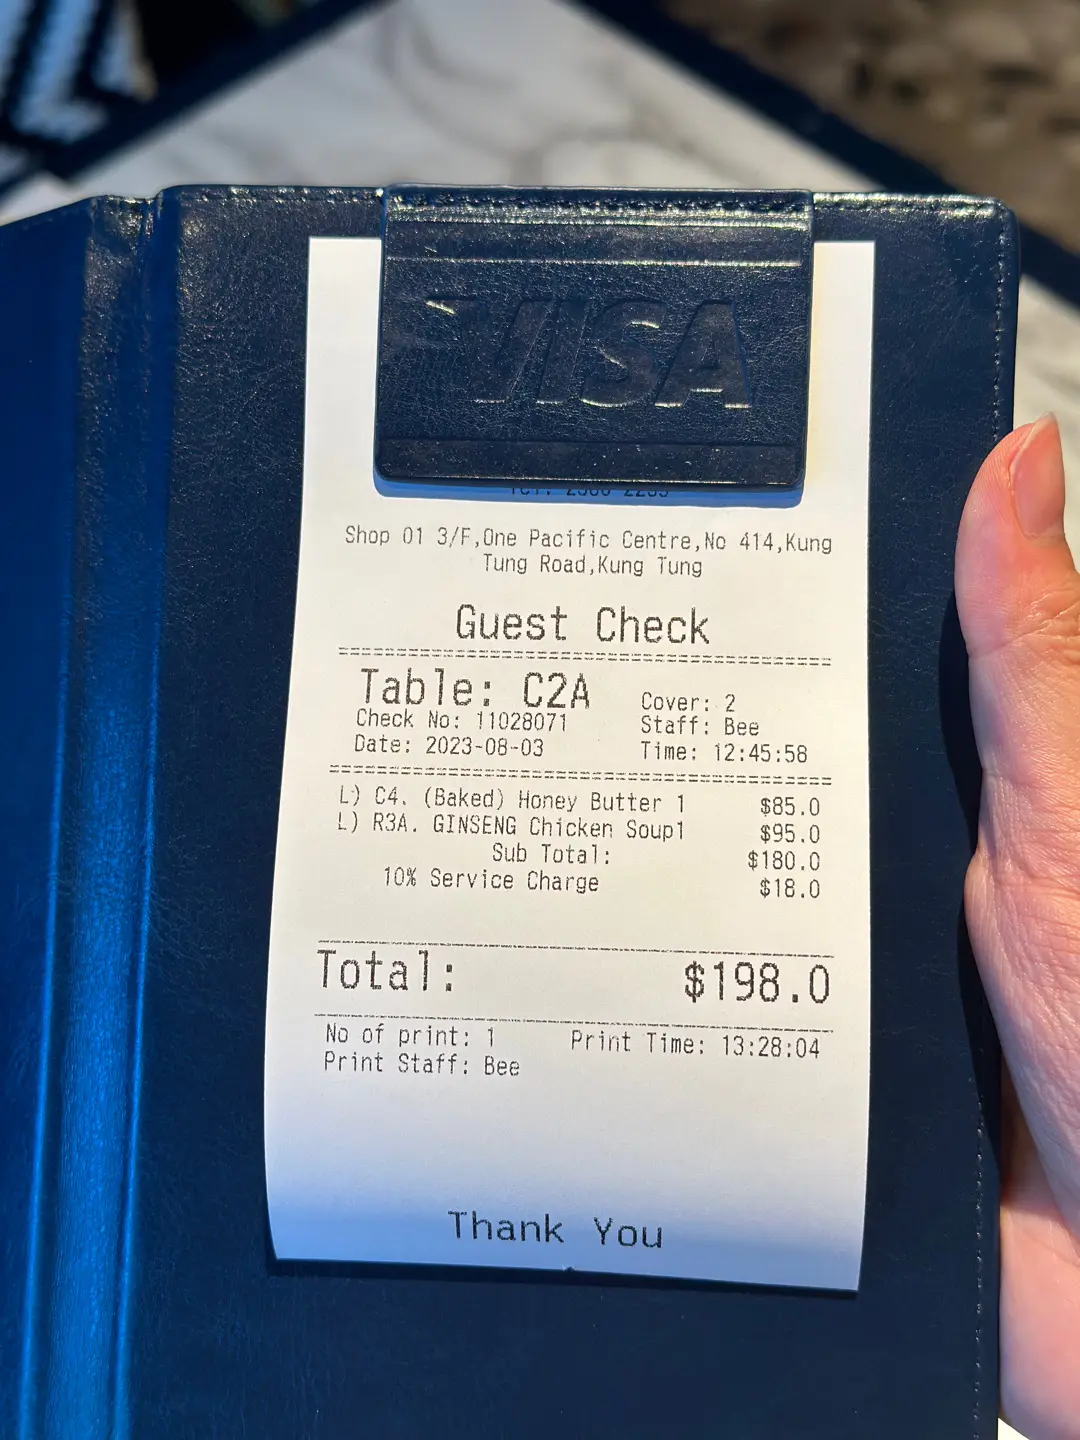 VISA
Shop 01 3/F,One Pacific Centre,No 414,Kung
Tung Road,Kung Tung
Guest Check
Table: C2A
Cover: 2
Check No: 11028071
Staff: Bee
Date: 2023-08-03
Time: 12:45:58
L) C4. (Baked) Honey Butter 1 $85.0
L) R3A. GINSENG Chicken Soup1 $95.0
Sub Total: $180.0
10% Service Charge $18.0
Total: $198.0
No of print: 1 Print Time: 13:28:04
Print Staff: Bee
Thank You